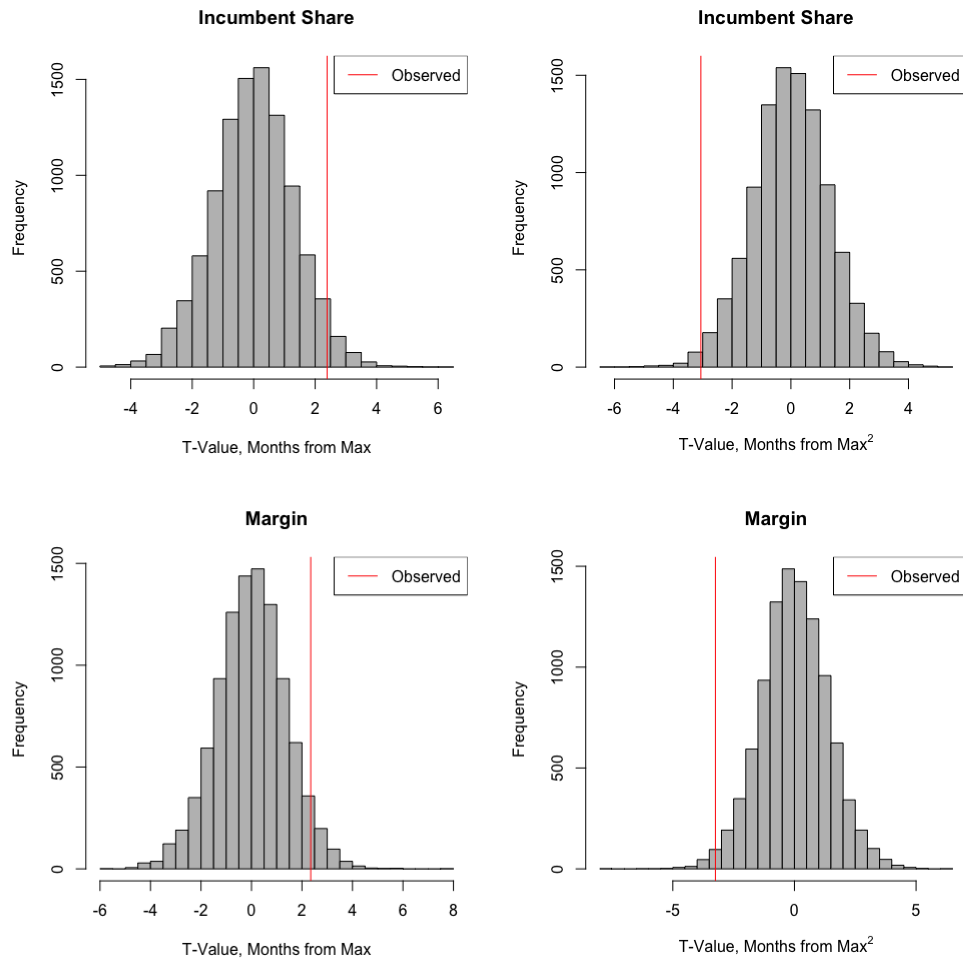 Incumbent Share
Observed
Frequency
0
500
1000
1500
-4
-2
0
2
4
6
T-Value, Months from Max
Incumbent Share
Observed
Frequency
0
500
1000
1500
-6
-4
-2
0
2
4
T-Value, Months from Max²
Margin
Observed
Frequency
0
500
1000
1500
-6
-4
-2
0
2
4
6
8
T-Value, Months from Max
Margin
Observed
Frequency
0
500
1000
1500
-5
0
5
T-Value, Months from Max²